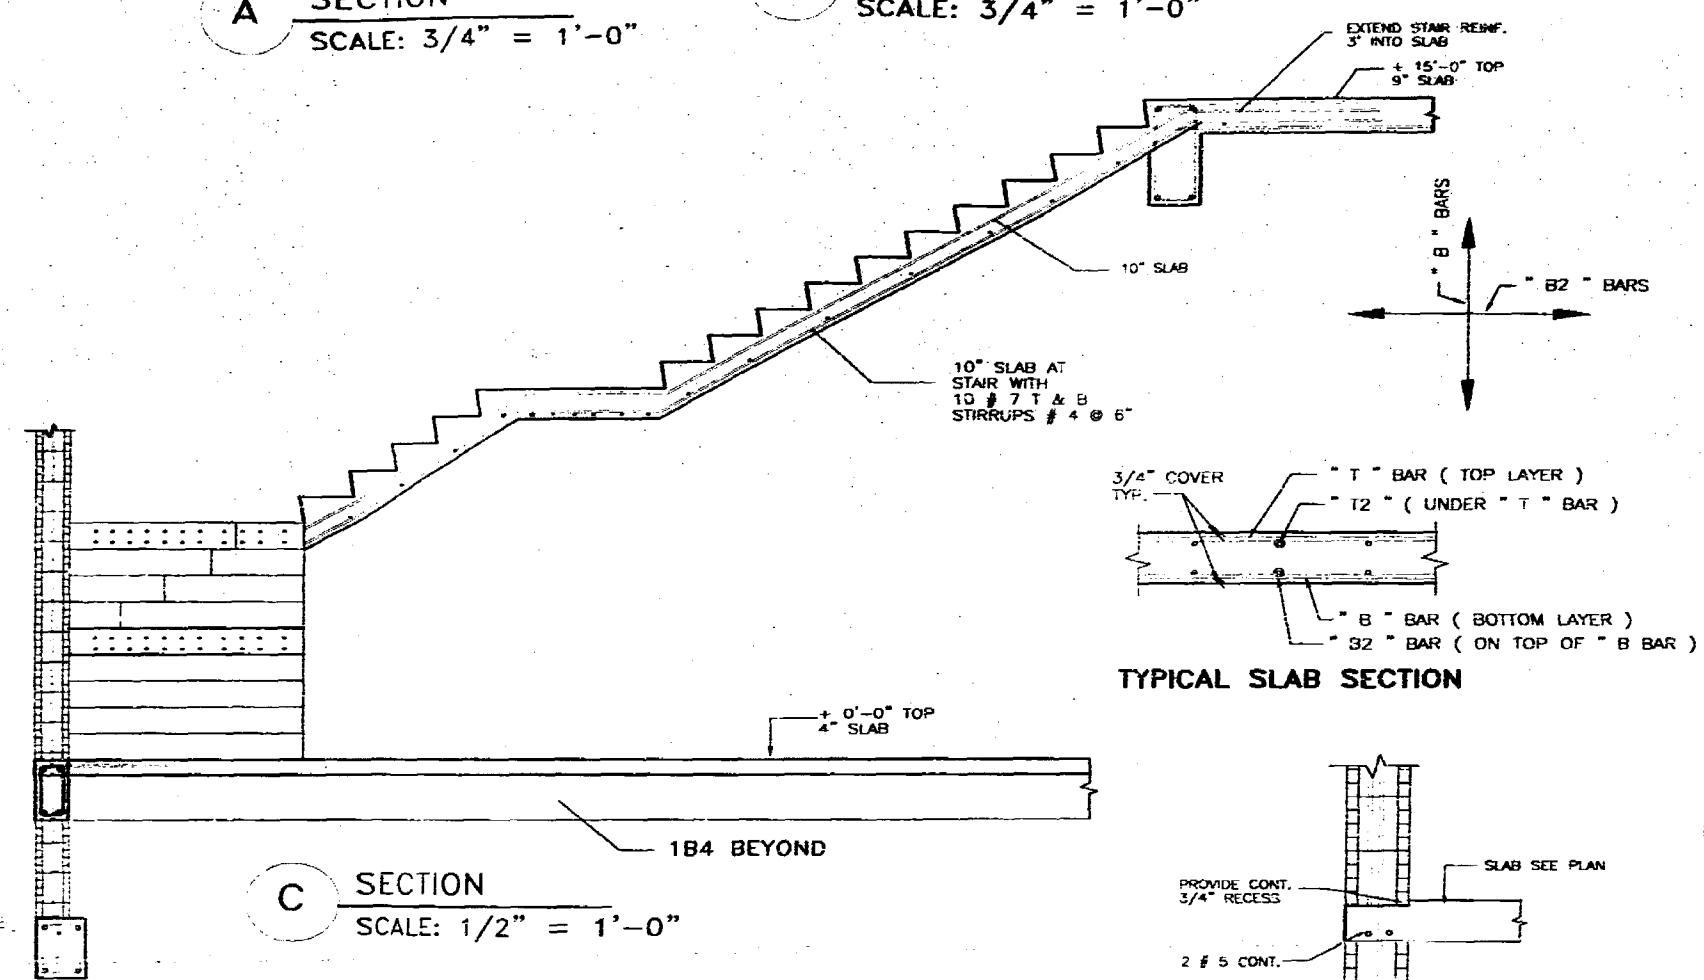 A
SECTION
SCALE: 3/4" = 1'-0"
SCALE: 3/4" = 1'-0"
EXTEND STAIR REINF.
3' INTO SLAB
+ 15'-0" TOP
9" SLAB
10" SLAB
" B " BARS
" B2 " BARS
10" SLAB AT
STAIR WITH
10 # 7 T & B
STIRRUPS # 4 @ 6"
3/4" COVER
TYP.
" T " BAR ( TOP LAYER )
" T2 " ( UNDER " T " BAR )
" B " BAR ( BOTTOM LAYER )
" B2 " BAR ( ON TOP OF " B BAR )
TYPICAL SLAB SECTION
+ 0'-0" TOP
4" SLAB
1B4 BEYOND
C
SECTION
SCALE: 1/2" = 1'-0"
SLAB SEE PLAN
PROVIDE CONT.
3/4" RECESS
2 # 5 CONT.